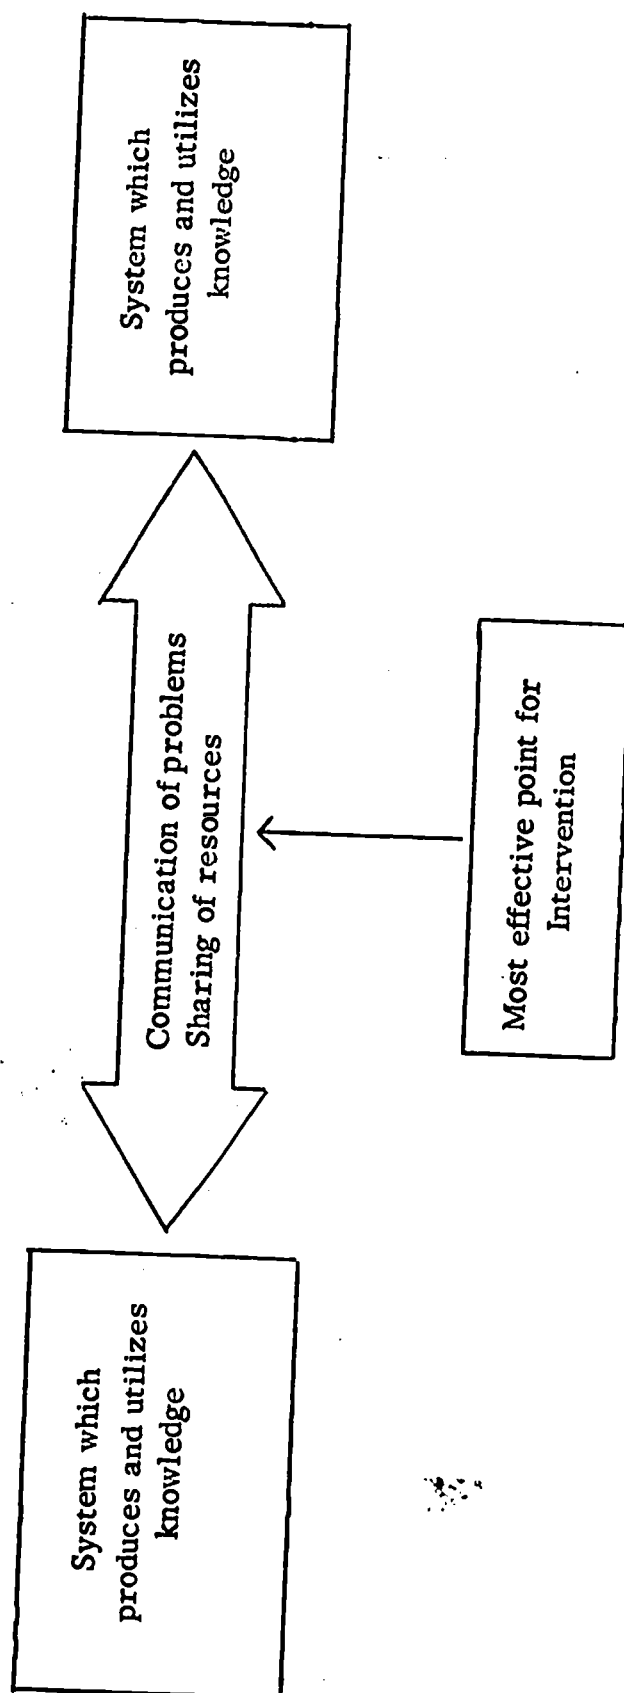 System which
produces and utilizes
knowledge
Communication of problems
Sharing of resources
System which
produces and utilizes
knowledge
Most effective point for
Intervention